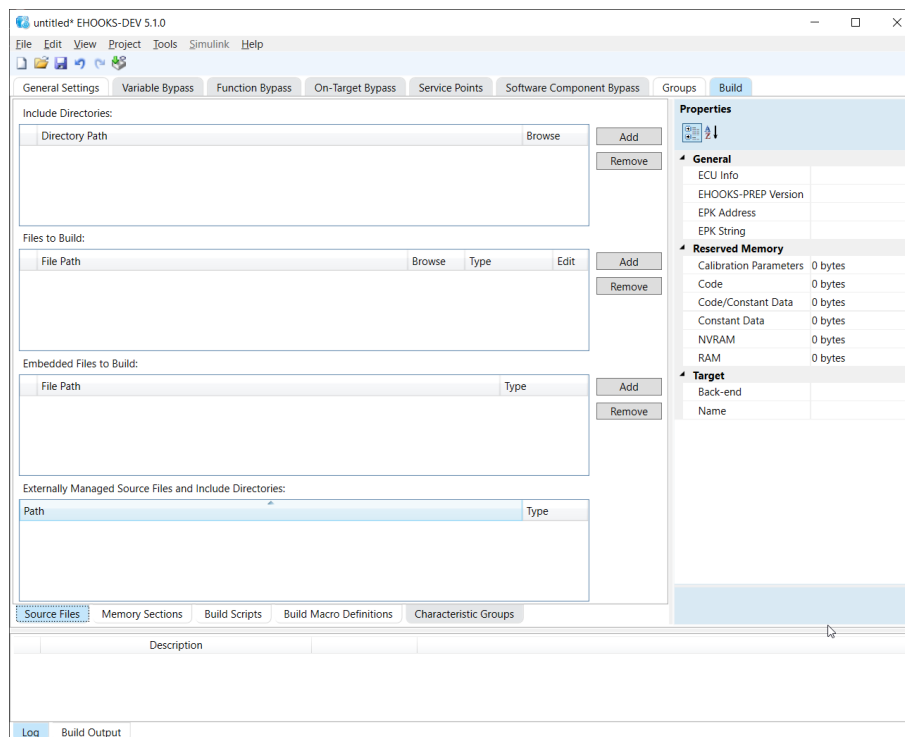 untitled* EHOOKS-DEV 5.1.0
File Edit View Project Tools Simulink Help
General Settings Variable Bypass Function Bypass On-Target Bypass Service Points Software Component Bypass Groups Build
Include Directories:
Directory Path Browse
Add
Remove
Files to Build:
File Path Browse Type Edit
Add
Remove
Embedded Files to Build:
File Path Type
Add
Remove
Externally Managed Source Files and Include Directories:
Path Type
Source Files Memory Sections Build Scripts Build Macro Definitions Characteristic Groups
Properties
General
ECU Info
EHOOKS-PREP Version
EPK Address
EPK String
Reserved Memory
Calibration Parameters 0 bytes
Code 0 bytes
Code/Constant Data 0 bytes
Constant Data 0 bytes
NVRAM 0 bytes
RAM 0 bytes
Target
Back-end
Name
Description
Log Build Output